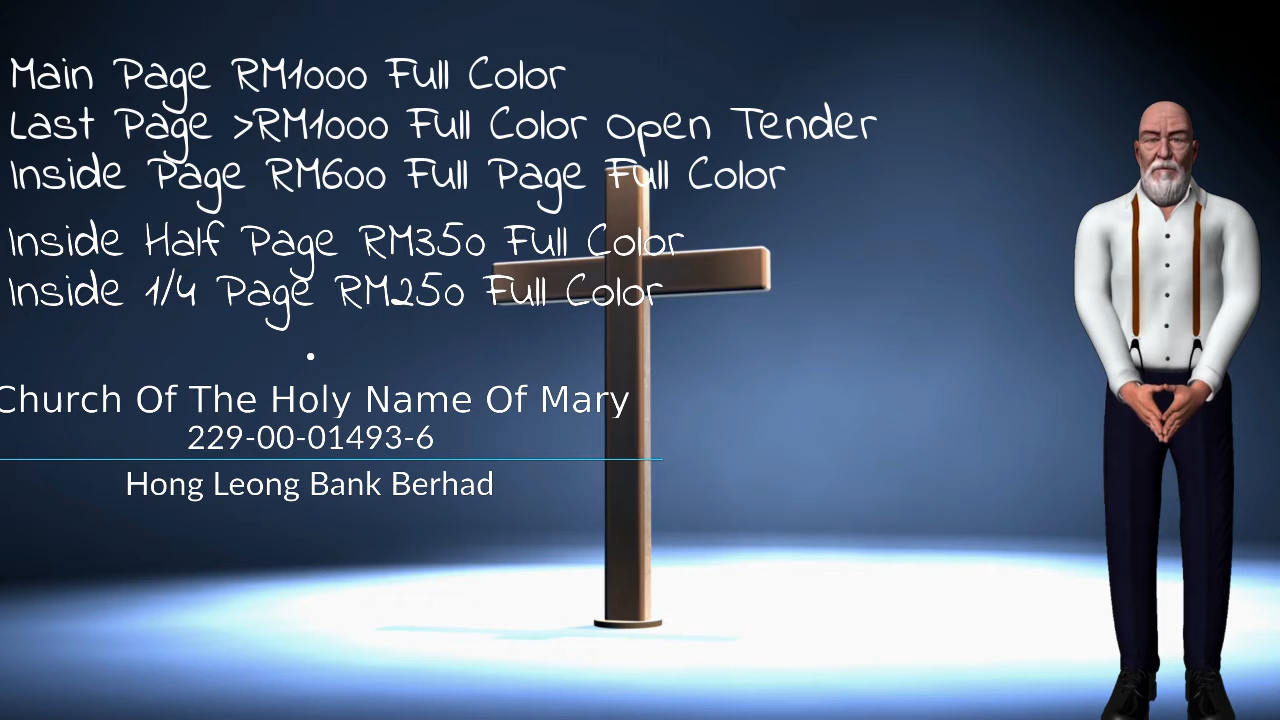 Main Page RM1000 Full Color
Last Page >RM1000 Full Color Open Tender
Inside Page RM600 Full Page Full Color
Inside Half Page RM350 Full Color
Inside 1/4 Page RM250 Full Color
.
Church Of The Holy Name Of Mary
229-00-01493-6
Hong Leong Bank Berhad